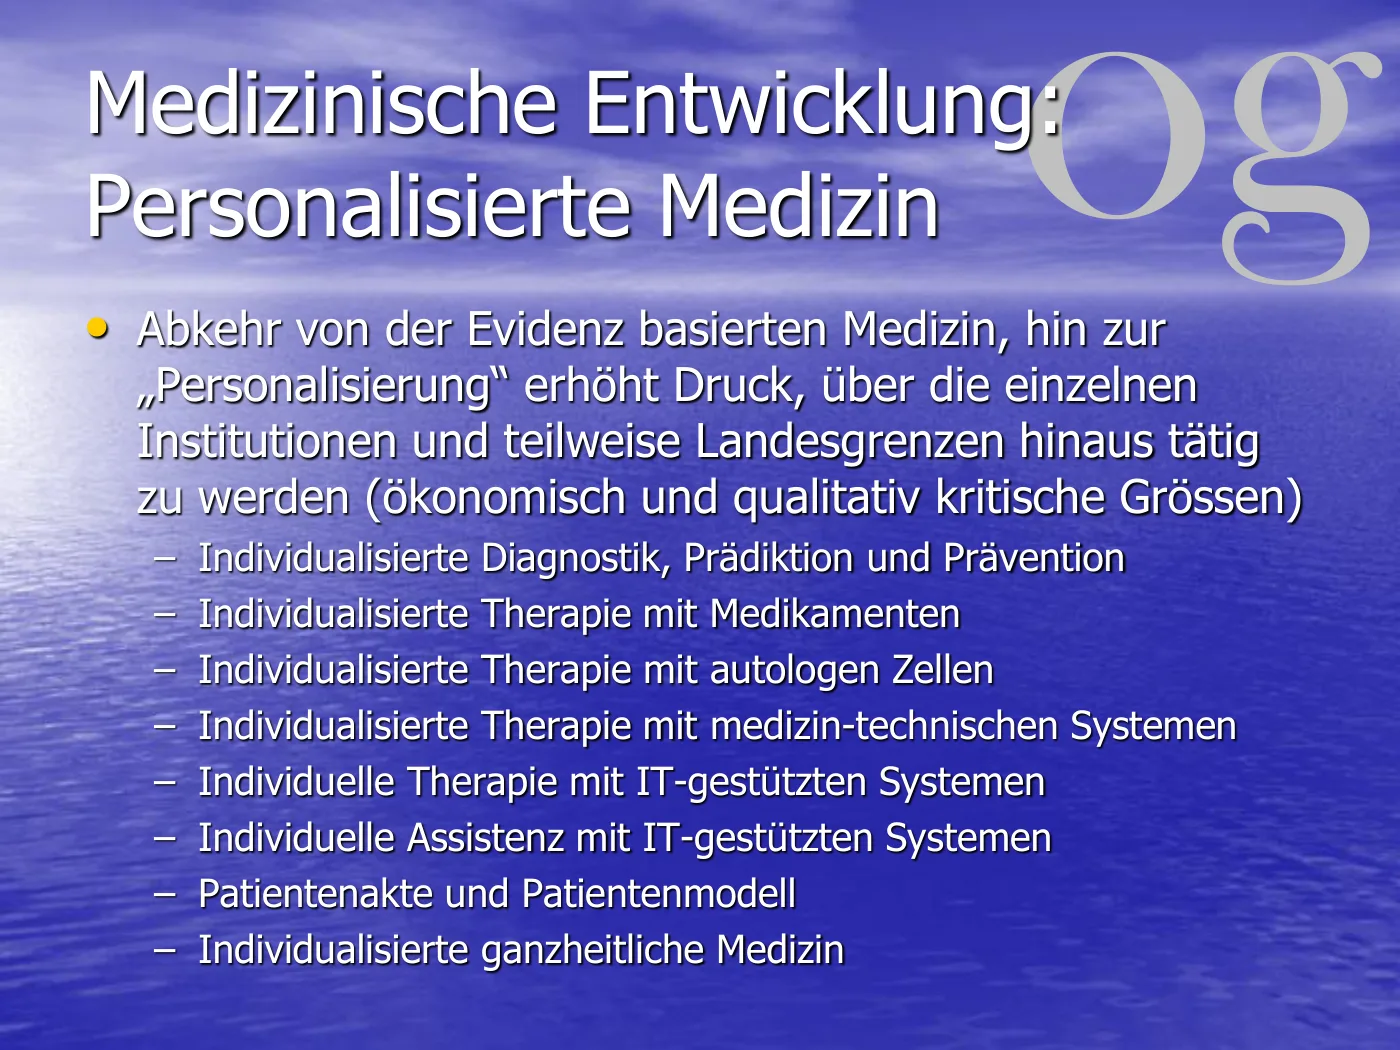 og
Medizinische Entwicklung:
Personalisierte Medizin
• Abkehr von der Evidenz basierten Medizin, hin zur
„Personalisierung“ erhöht Druck, über die einzelnen
Institutionen und teilweise Landesgrenzen hinaus tätig
zu werden (ökonomisch und qualitativ kritische Grössen)
– Individualisierte Diagnostik, Prädiktion und Prävention
– Individualisierte Therapie mit Medikamenten
– Individualisierte Therapie mit autologen Zellen
– Individualisierte Therapie mit medizin-technischen Systemen
– Individuelle Therapie mit IT-gestützten Systemen
– Individuelle Assistenz mit IT-gestützten Systemen
– Patientenakte und Patientenmodell
– Individualisierte ganzheitliche Medizin